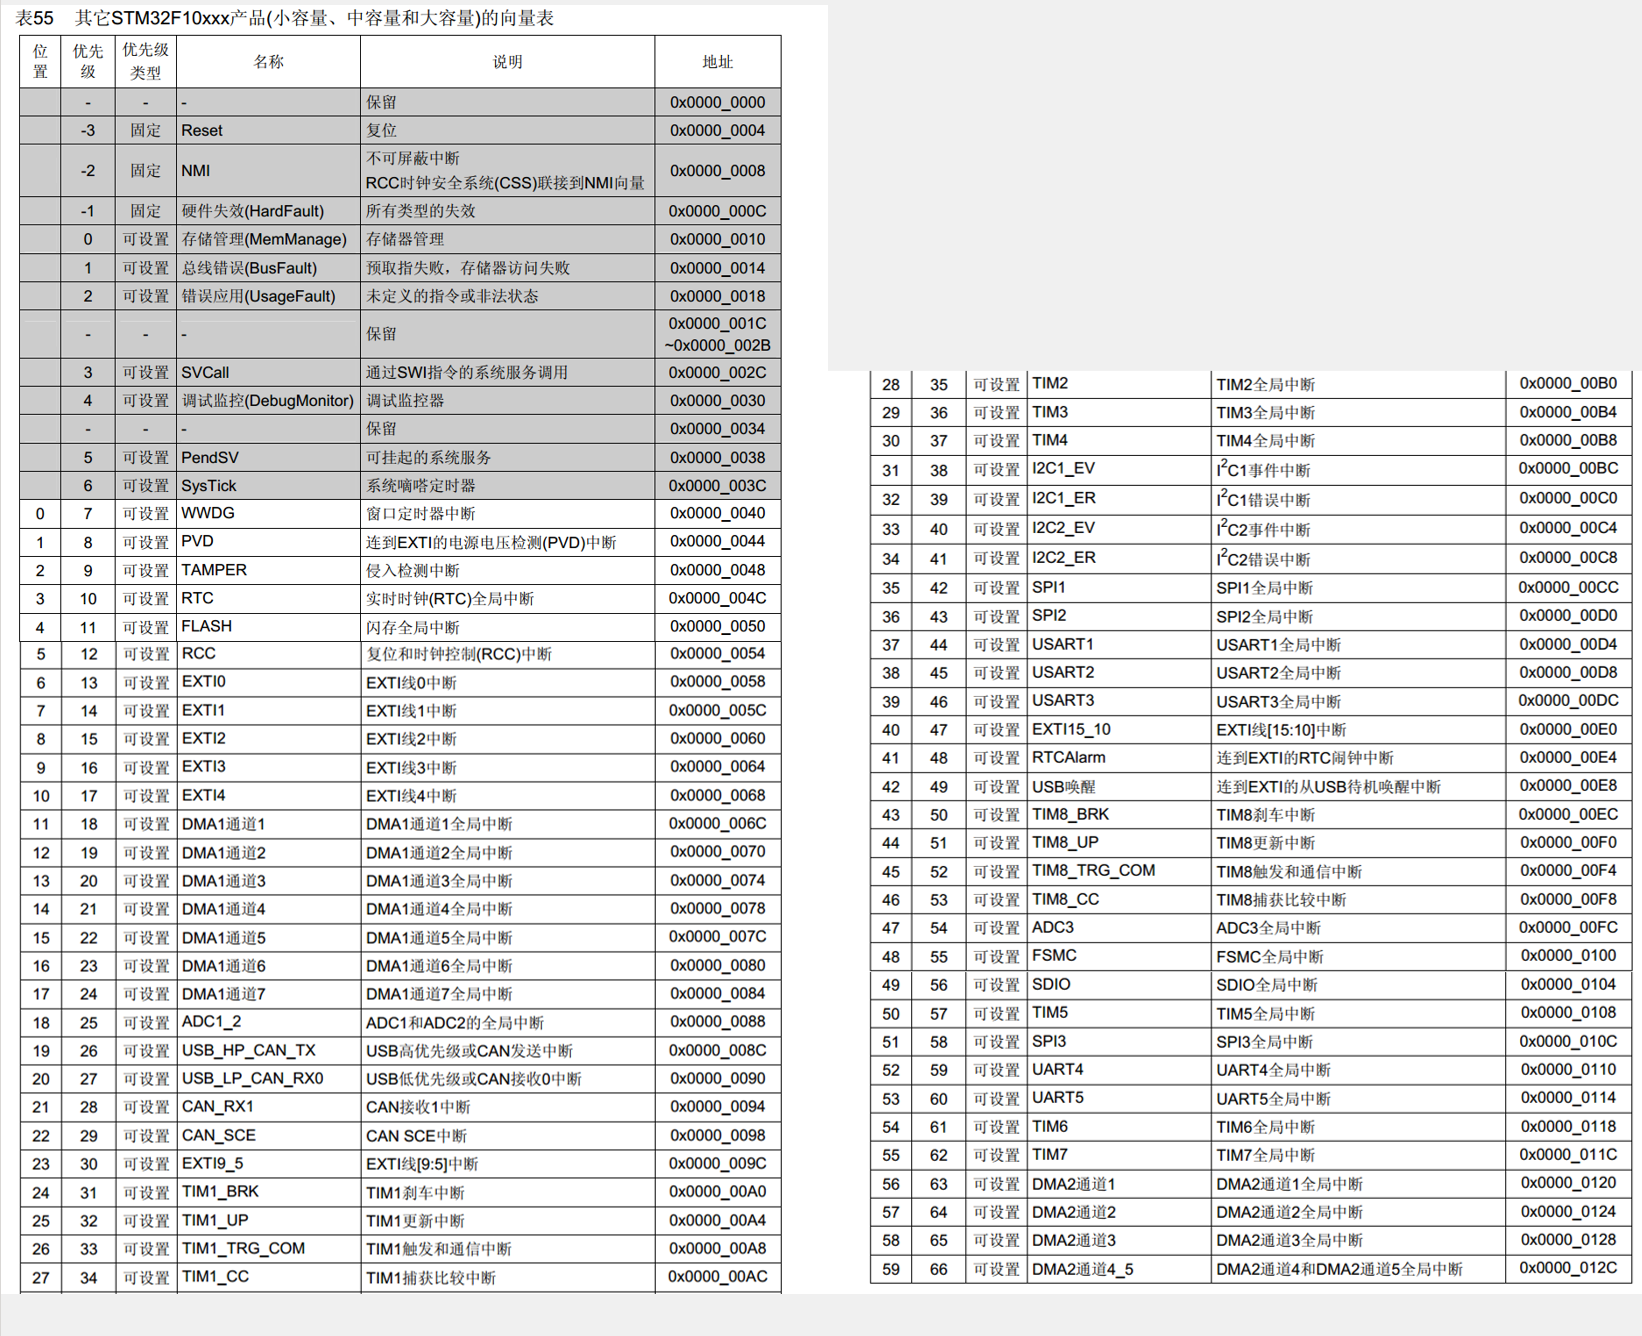 表55 其它STM32F10xxx产品(小容量、中容量和大容量)的向量表
位置 优先级 优先级类型 名称 说明 地址
- - - 保留 0x0000_0000
-3 固定 Reset 复位 0x0000_0004
-2 固定 NMI 不可屏蔽中断
RCC时钟安全系统(CSS)联接到NMI向量 0x0000_0008
-1 固定 硬件失效(HardFault) 所有类型的失效 0x0000_000C
0 可设置 存储管理(MemManage) 存储器管理 0x0000_0010
1 可设置 总线错误(BusFault) 预取指失败，存储器访问失败 0x0000_0014
2 可设置 错误应用(UsageFault) 未定义的指令或非法状态 0x0000_0018
- - - 保留 0x0000_001C
~0x0000_002B
3 可设置 SVCall 通过SWI指令的系统服务调用 0x0000_002C
4 可设置 调试监控(DebugMonitor) 调试监控器 0x0000_0030
- - - 保留 0x0000_0034
5 可设置 PendSV 可挂起的系统服务 0x0000_0038
6 可设置 SysTick 系统嘀嗒定时器 0x0000_003C
0 7 可设置 WWDG 窗口定时器中断 0x0000_0040
1 8 可设置 PVD 连到EXTI的电源电压检测(PVD)中断 0x0000_0044
2 9 可设置 TAMPER 侵入检测中断 0x0000_0048
3 10 可设置 RTC 实时时钟(RTC)全局中断 0x0000_004C
4 11 可设置 FLASH 闪存全局中断 0x0000_0050
5 12 可设置 RCC 复位和时钟控制(RCC)中断 0x0000_0054
6 13 可设置 EXTI0 EXTI线0中断 0x0000_0058
7 14 可设置 EXTI1 EXTI线1中断 0x0000_005C
8 15 可设置 EXTI2 EXTI线2中断 0x0000_0060
9 16 可设置 EXTI3 EXTI线3中断 0x0000_0064
10 17 可设置 EXTI4 EXTI线4中断 0x0000_0068
11 18 可设置 DMA1通道1 DMA1通道1全局中断 0x0000_006C
12 19 可设置 DMA1通道2 DMA1通道2全局中断 0x0000_0070
13 20 可设置 DMA1通道3 DMA1通道3全局中断 0x0000_0074
14 21 可设置 DMA1通道4 DMA1通道4全局中断 0x0000_0078
15 22 可设置 DMA1通道5 DMA1通道5全局中断 0x0000_007C
16 23 可设置 DMA1通道6 DMA1通道6全局中断 0x0000_0080
17 24 可设置 DMA1通道7 DMA1通道7全局中断 0x0000_0084
18 25 可设置 ADC1_2 ADC1和ADC2的全局中断 0x0000_0088
19 26 可设置 USB_HP_CAN_TX USB高优先级或CAN发送中断 0x0000_008C
20 27 可设置 USB_LP_CAN_RX0 USB低优先级或CAN接收0中断 0x0000_0090
21 28 可设置 CAN_RX1 CAN接收1中断 0x0000_0094
22 29 可设置 CAN_SCE CAN SCE中断 0x0000_0098
23 30 可设置 EXTI9_5 EXTI线[9:5]中断 0x0000_009C
24 31 可设置 TIM1_BRK TIM1刹车中断 0x0000_00A0
25 32 可设置 TIM1_UP TIM1更新中断 0x0000_00A4
26 33 可设置 TIM1_TRG_COM TIM1触发和通信中断 0x0000_00A8
27 34 可设置 TIM1_CC TIM1捕获比较中断 0x0000_00AC
28 35 可设置 TIM2 TIM2全局中断 0x0000_00B0
29 36 可设置 TIM3 TIM3全局中断 0x0000_00B4
30 37 可设置 TIM4 TIM4全局中断 0x0000_00B8
31 38 可设置 I2C1_EV I²C1事件中断 0x0000_00BC
32 39 可设置 I2C1_ER I²C1错误中断 0x0000_00C0
33 40 可设置 I2C2_EV I²C2事件中断 0x0000_00C4
34 41 可设置 I2C2_ER I²C2错误中断 0x0000_00C8
35 42 可设置 SPI1 SPI1全局中断 0x0000_00CC
36 43 可设置 SPI2 SPI2全局中断 0x0000_00D0
37 44 可设置 USART1 USART1全局中断 0x0000_00D4
38 45 可设置 USART2 USART2全局中断 0x0000_00D8
39 46 可设置 USART3 USART3全局中断 0x0000_00DC
40 47 可设置 EXTI15_10 EXTI线[15:10]中断 0x0000_00E0
41 48 可设置 RTCAlarm 连到EXTI的RTC闹钟中断 0x0000_00E4
42 49 可设置 USB唤醒 连到EXTI的从USB待机唤醒中断 0x0000_00E8
43 50 可设置 TIM8_BRK TIM8刹车中断 0x0000_00EC
44 51 可设置 TIM8_UP TIM8更新中断 0x0000_00F0
45 52 可设置 TIM8_TRG_COM TIM8触发和通信中断 0x0000_00F4
46 53 可设置 TIM8_CC TIM8捕获比较中断 0x0000_00F8
47 54 可设置 ADC3 ADC3全局中断 0x0000_00FC
48 55 可设置 FSMC FSMC全局中断 0x0000_0100
49 56 可设置 SDIO SDIO全局中断 0x0000_0104
50 57 可设置 TIM5 TIM5全局中断 0x0000_0108
51 58 可设置 SPI3 SPI3全局中断 0x0000_010C
52 59 可设置 UART4 UART4全局中断 0x0000_0110
53 60 可设置 UART5 UART5全局中断 0x0000_0114
54 61 可设置 TIM6 TIM6全局中断 0x0000_0118
55 62 可设置 TIM7 TIM7全局中断 0x0000_011C
56 63 可设置 DMA2通道1 DMA2通道1全局中断 0x0000_0120
57 64 可设置 DMA2通道2 DMA2通道2全局中断 0x0000_0124
58 65 可设置 DMA2通道3 DMA2通道3全局中断 0x0000_0128
59 66 可设置 DMA2通道4_5 DMA2通道4和DMA2通道5全局中断 0x0000_012C